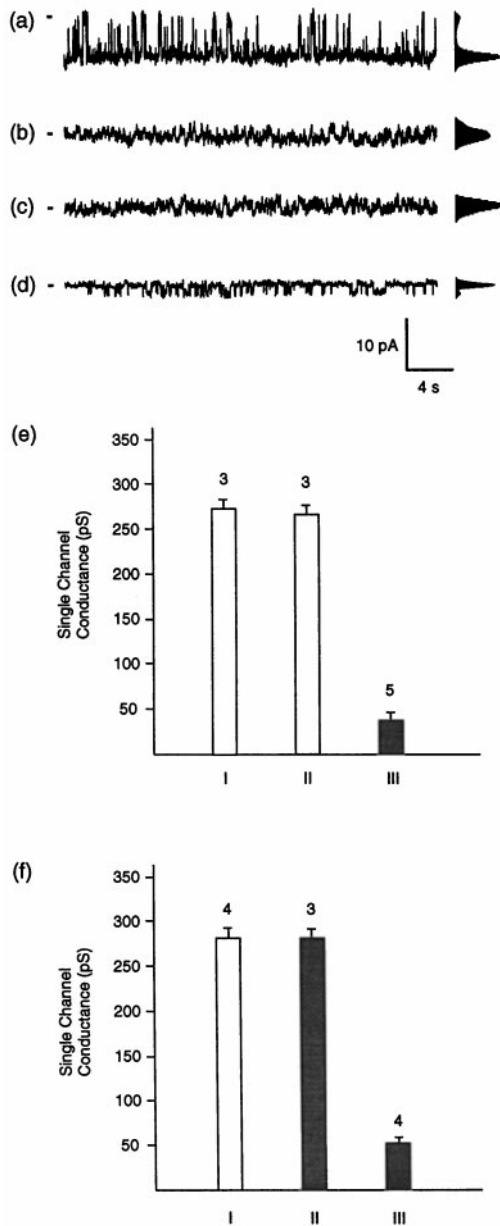 (a)
(b)
(c)
(d)
10 pA
4 s
(e)
Single Channel
Conductance (pS)
350
300
250
200
150
100
50
3
3
5
I
II
III
(f)
Single Channel
Conductance (pS)
350
300
250
200
150
100
50
4
3
4
I
II
III